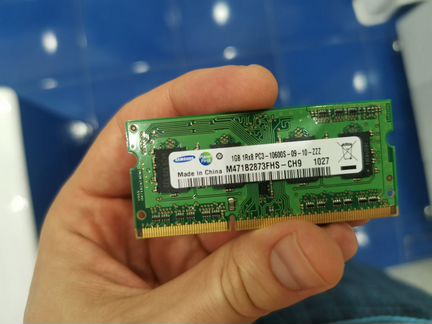 SAMSUNG
1GB 1Rx8 PC3-10600S-09-10-ZZZ
Made in China M471B2873FHS-CH9 1027